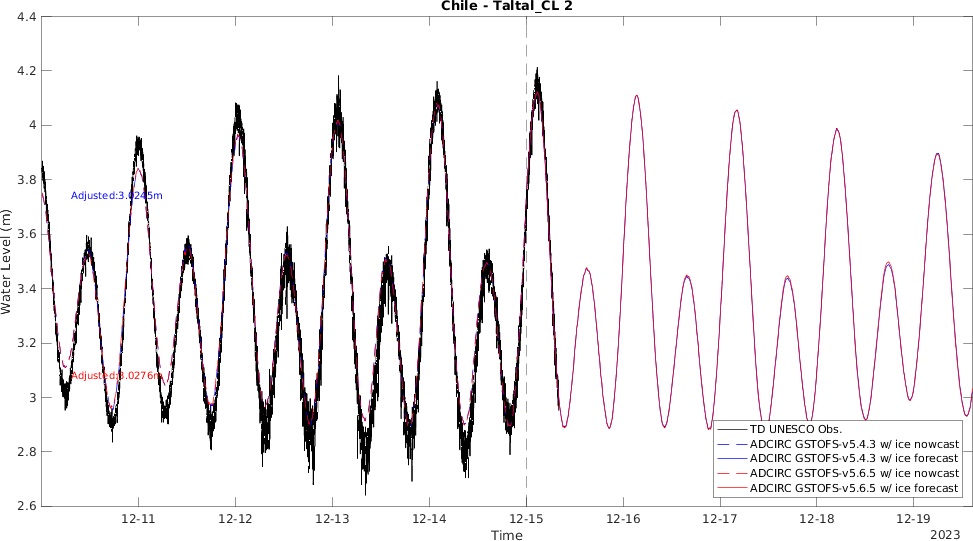 Chile - Taltal_CL 2
4.4
4.2
4
3.8
3.6
3.4
3.2
3
2.8
2.6
Water Level (m)
Adjusted:3.0245m
Adjusted:3.0276m
TD UNESCO Obs.
ADCIRC GSTOFS-v5.4.3 w/ ice nowcast
ADCIRC GSTOFS-v5.4.3 w/ ice forecast
ADCIRC GSTOFS-v5.6.5 w/ ice nowcast
ADCIRC GSTOFS-v5.6.5 w/ ice forecast
12-11 12-12 12-13 12-14 12-15 12-16 12-17 12-18 12-19
Time
2023